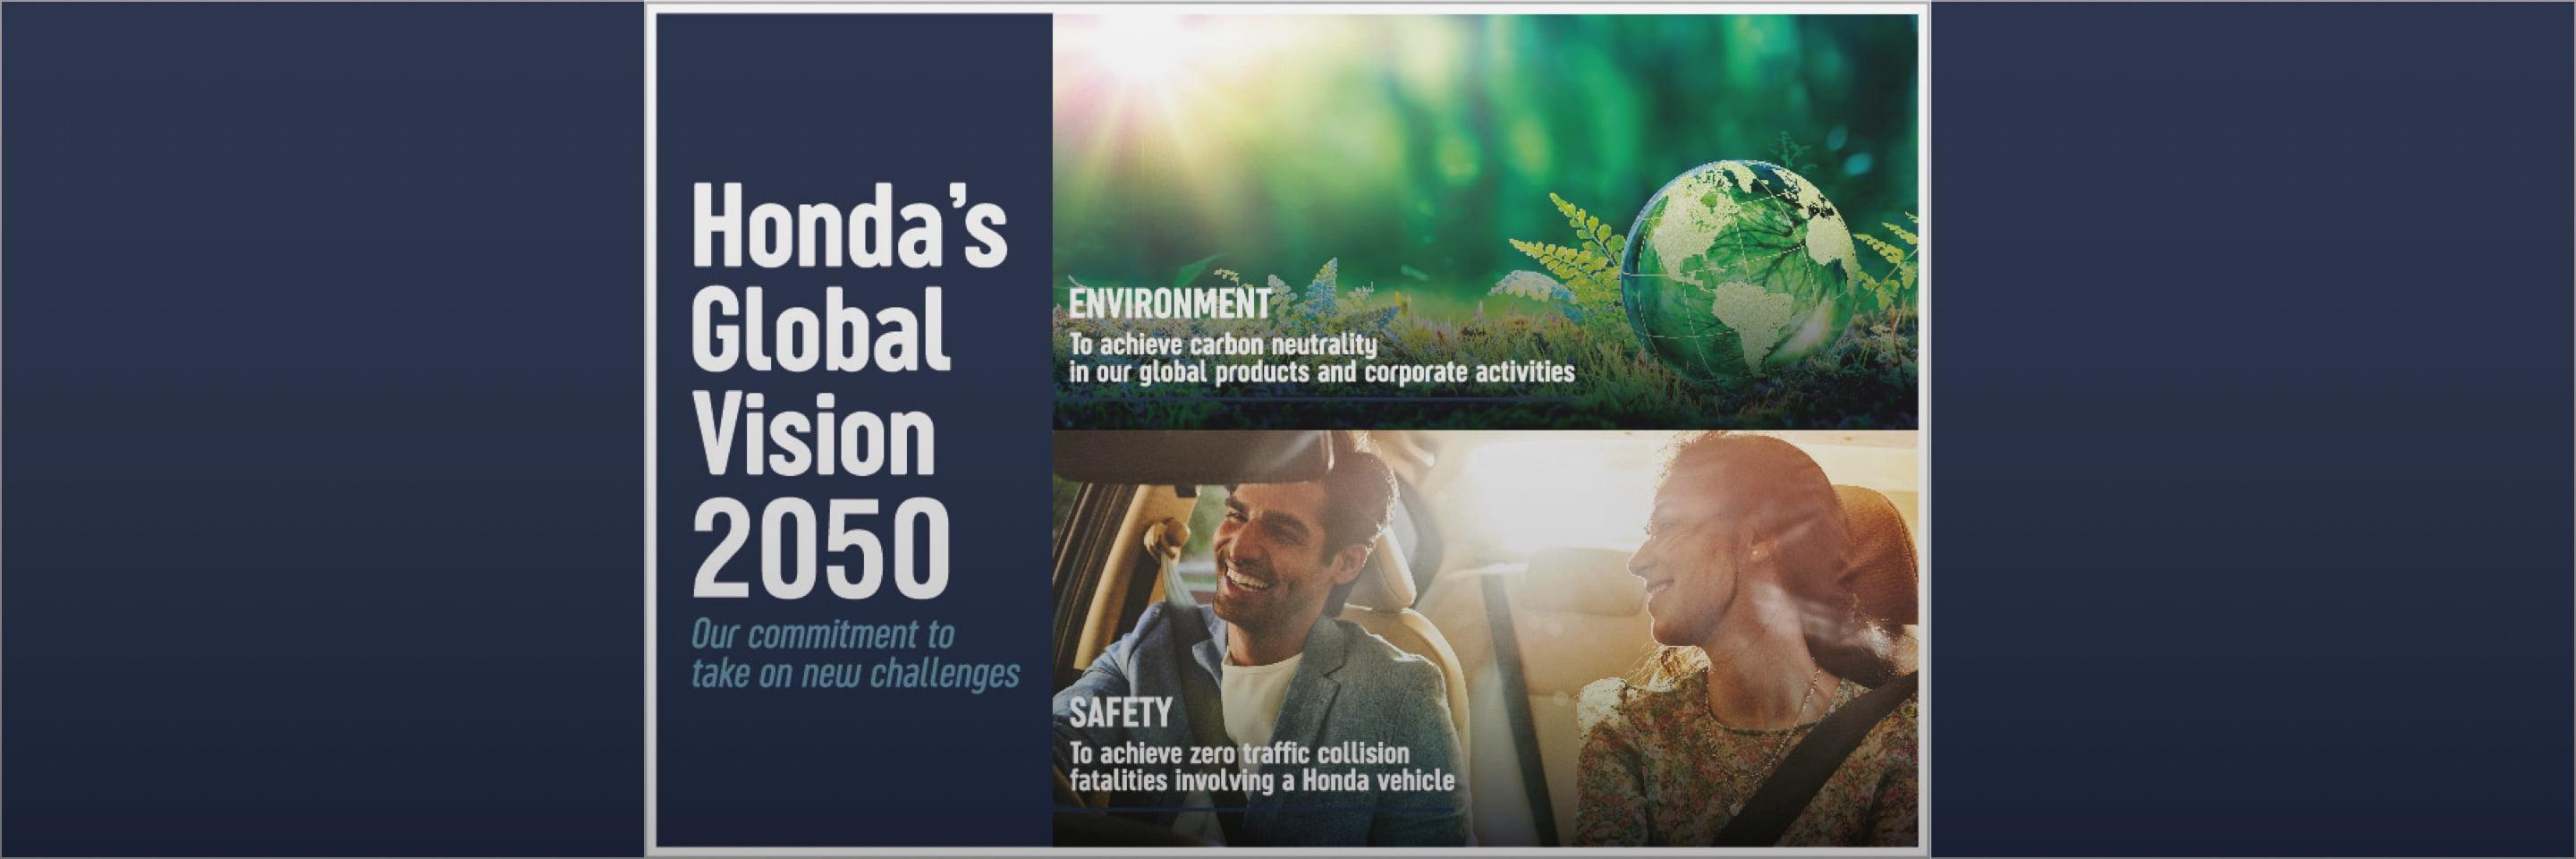 Honda’s
Global
Vision
2050
Our commitment to
take on new challenges
ENVIRONMENT
To achieve carbon neutrality
in our global products and corporate activities
SAFETY
To achieve zero traffic collision
fatalities involving a Honda vehicle